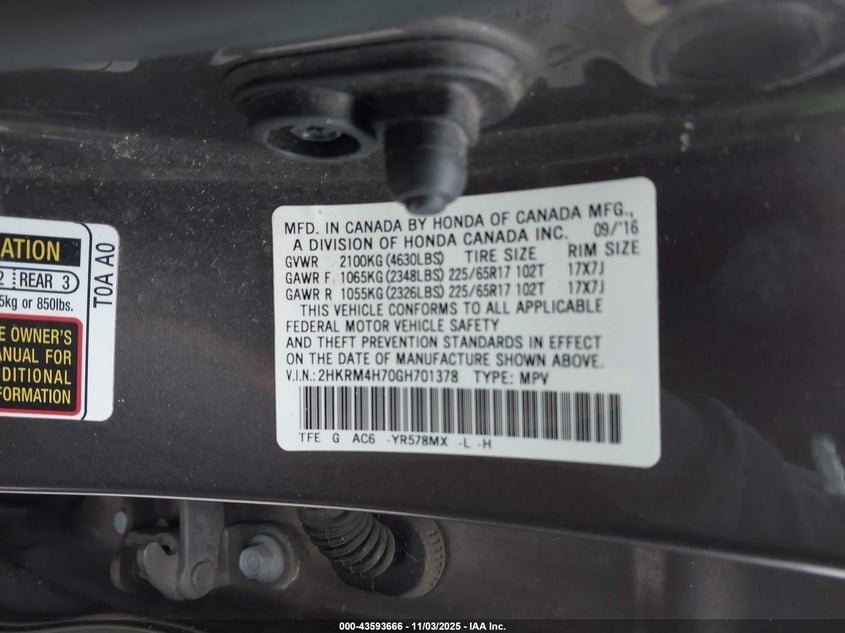 MFD. IN CANADA BY HONDA OF CANADA MFG.,
A DIVISION OF HONDA CANADA INC. 09/'16
GVWR 2100KG (4630LBS) TIRE SIZE RIM SIZE
GAWR F 1065KG (2348LBS) 225/65R17 102T 17X7J
GAWR R 1055KG (2326LBS) 225/65R17 102T 17X7J
THIS VEHICLE CONFORMS TO ALL APPLICABLE
FEDERAL MOTOR VEHICLE SAFETY
AND THEFT PREVENTION STANDARDS IN EFFECT
ON THE DATE OF MANUFACTURE SHOWN ABOVE.
V.I.N.: 2HKRM4H70GH701378 TYPE: MPV
TFE G AC6 -YR578MX -L -H
ATION
2 REAR 3
5kg or 850lbs.
E OWNER'S
ANUAL FOR
DITIONAL
FORMATION
T0A A0
000-43593666 - 11/03/2025 - IAA Inc.